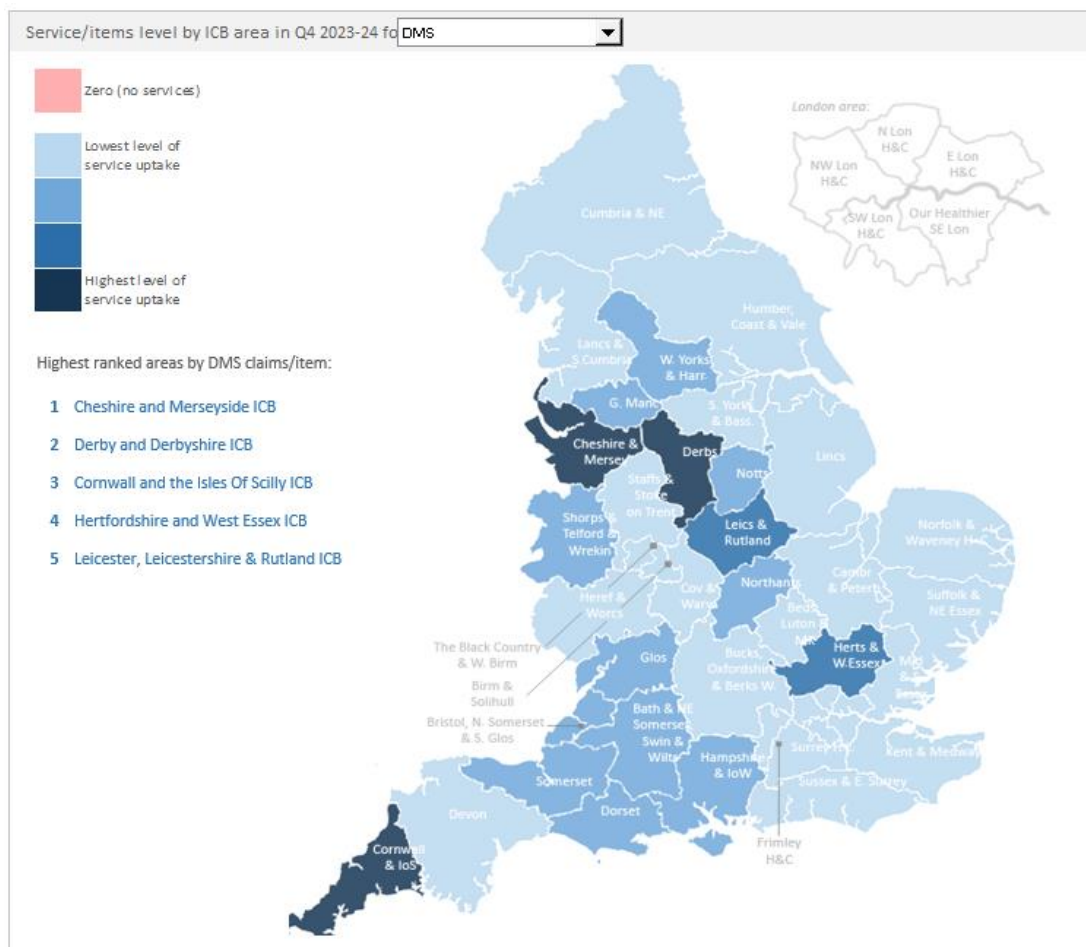 Service/items level by ICB area in Q4 2023-24 fo
DMS
Zero (no services)
Lowest level of
service uptake
Highest level of
service uptake
Highest ranked areas by DMS claims/item:
1 Cheshire and Merseyside ICB
2 Derby and Derbyshire ICB
3 Cornwall and the Isles Of Scilly ICB
4 Hertfordshire and West Essex ICB
5 Leicester, Leicestershire & Rutland ICB
London area:
N Lon
H&C
E Lon
H&C
NW Lon
H&C
SW Lon
H&C
Our Healthier
SE Lon
Cumbria & NE
Humber,
Coast & Vale
Lancs &
S.Cumbria
W. Yorks
& Harr
G. Manc
S. Yorks
& Bass.
Cheshire &
Mersey
Derbs
Notts
Lincs
Staffs &
Stoke
on Trent
Shorps &
Telford &
Wrekin
Leics &
Rutland
Norfolk &
Waveney H
Cambr
& Peterb
Northants
Suffolk &
NE Essex
Heref &
Worcs
Cov &
Warw
Beds,
Luton &
MK
The Black Country
& W. Birm
Birm &
Solihull
Bristol, N. Somerset
& S. Glos
Glos
Bucks,
Oxfordshire
& Berks W.
Herts &
W.Essex
Mid
&
Essex
Bath & NE
Somerset,
Swin &
Wilts
Hampshire
& IoW
Surrey H
Kent & Medway
Sussex & E. Surrey
Somerset
Dorset
Devon
Frimley
H&C
Cornwall
& IoS